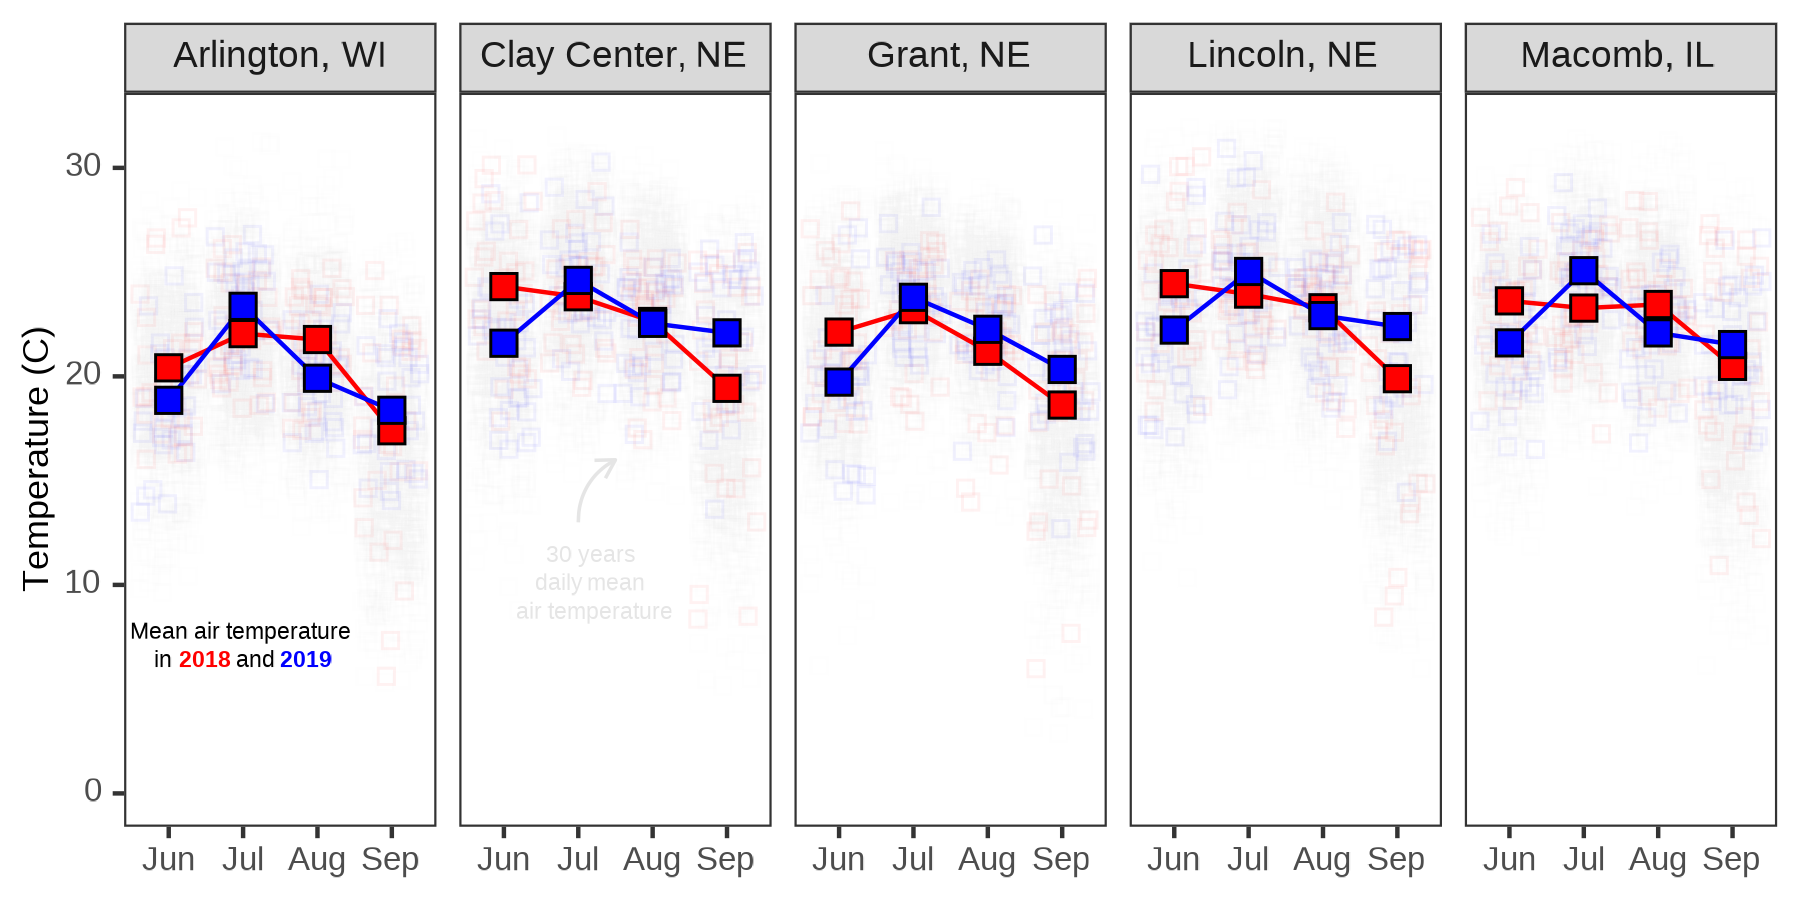 Arlington, WI
Clay Center, NE
Grant, NE
Lincoln, NE
Macomb, IL
Temperature (C)
30
20
10
0
30 years
daily mean
air temperature
Mean air temperature
in 2018 and 2019
Jun Jul Aug Sep
Jun Jul Aug Sep
Jun Jul Aug Sep
Jun Jul Aug Sep
Jun Jul Aug Sep